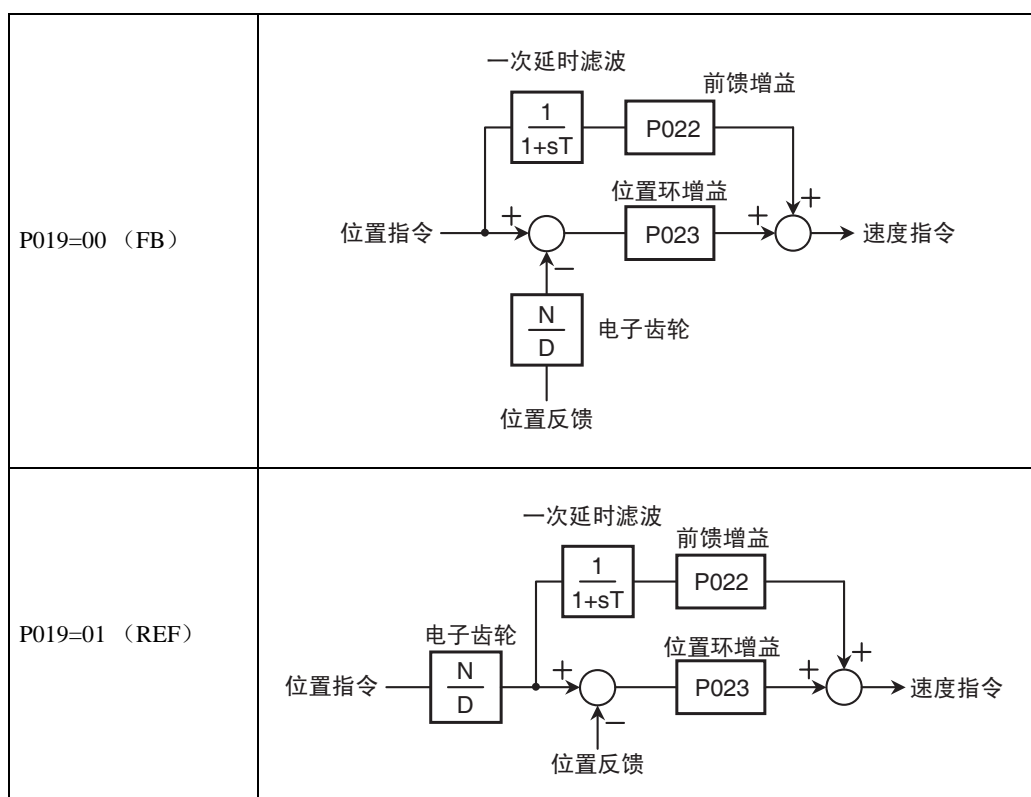 P019=00 （FB）
一次延时滤波
前馈增益
1
1+sT
P022
位置环增益
位置指令
+
P023
+
+
速度指令
−
N
D
电子齿轮
位置反馈
P019=01 （REF）
一次延时滤波
前馈增益
1
1+sT
P022
电子齿轮
位置环增益
位置指令
N
D
+
P023
+
+
速度指令
−
位置反馈